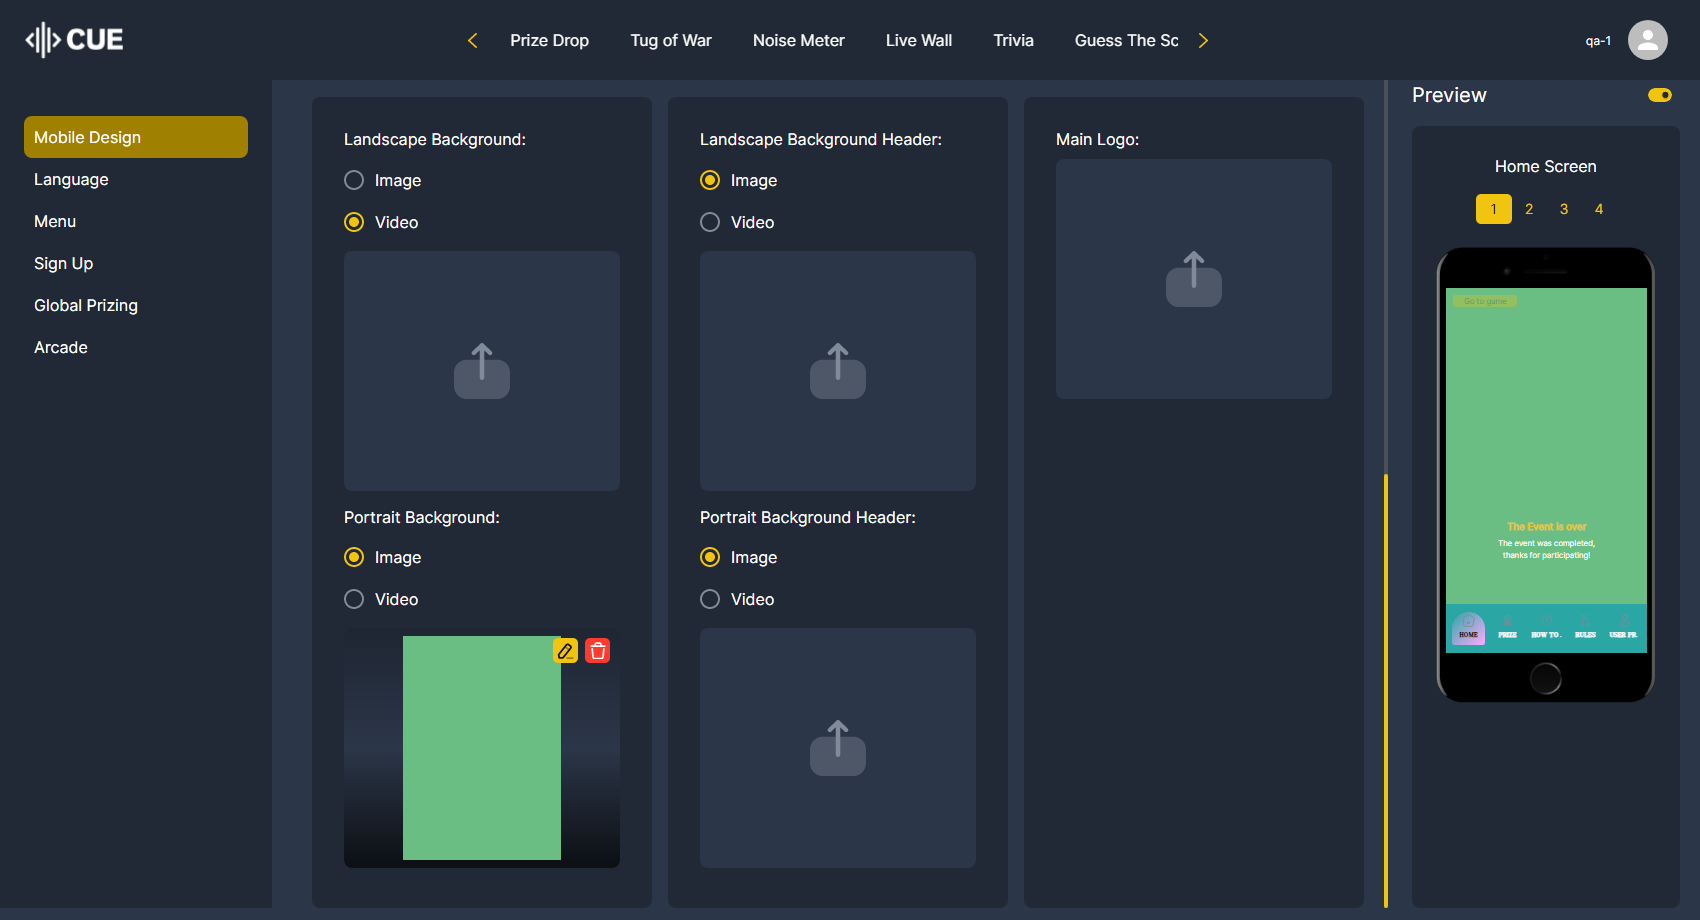 CUE
Prize Drop
Tug of War
Noise Meter
Live Wall
Trivia
Guess The Sc
qa-1
Mobile Design
Language
Menu
Sign Up
Global Prizing
Arcade
Landscape Background:
Image
Video
Portrait Background:
Image
Video
Landscape Background Header:
Image
Video
Portrait Background Header:
Image
Video
Main Logo:
Preview
Home Screen
1 2 3 4
Go to game
The Event is over
The event was completed,
thanks for participating!
HOME PRIZE HOW TO . RULES USER PR.